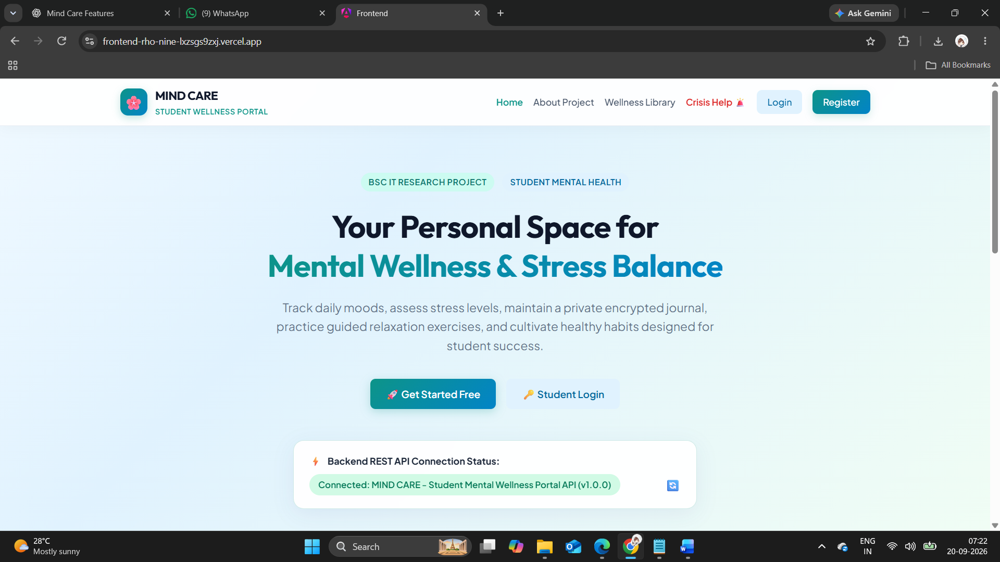 Mind Care Features
(9) WhatsApp
Frontend
Ask Gemini
frontend-rho-nine-lxzsgs9zxj.vercel.app
All Bookmarks
MIND CARE
STUDENT WELLNESS PORTAL
Home
About Project
Wellness Library
Crisis Help
Login
Register
BSC IT RESEARCH PROJECT
STUDENT MENTAL HEALTH
Your Personal Space for
Mental Wellness & Stress Balance
Track daily moods, assess stress levels, maintain a private encrypted journal,
practice guided relaxation exercises, and cultivate healthy habits designed for
student success.
Get Started Free
Student Login
Backend REST API Connection Status:
Connected: MIND CARE - Student Mental Wellness Portal API (v1.0.0)
28°C
Mostly sunny
Search
ENG
IN
07:22
20-09-2026